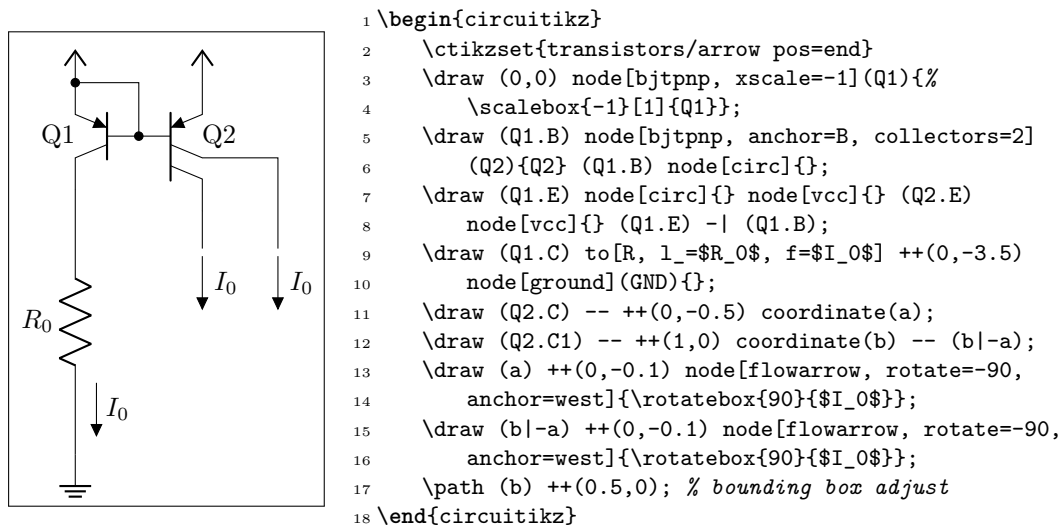 Q1
Q2
I_0
I_0
R_0
I_0
1 \begin{circuitikz}
2     \ctikzset{transistors/arrow pos=end}
3     \draw (0,0) node[bjtpnp, xscale=-1](Q1){%
4         \scalebox{-1}[1]{Q1}};
5     \draw (Q1.B) node[bjtpnp, anchor=B, collectors=2]
6         (Q2){Q2} (Q1.B) node[circ]{};
7     \draw (Q1.E) node[circ]{} node[vcc]{} (Q2.E)
8         node[vcc]{} (Q1.E) -| (Q1.B);
9     \draw (Q1.C) to[R, l_=$R_0$, f=$I_0$] ++(0,-3.5)
10         node[ground](GND){};
11     \draw (Q2.C) -- ++(0,-0.5) coordinate(a);
12     \draw (Q2.C1) -- ++(1,0) coordinate(b) -- (b|-a);
13     \draw (a) ++(0,-0.1) node[flowarrow, rotate=-90,
14         anchor=west]{\rotatebox{90}{$I_0$}};
15     \draw (b|-a) ++(0,-0.1) node[flowarrow, rotate=-90,
16         anchor=west]{\rotatebox{90}{$I_0$}};
17     \path (b) ++(0.5,0); % bounding box adjust
18 \end{circuitikz}